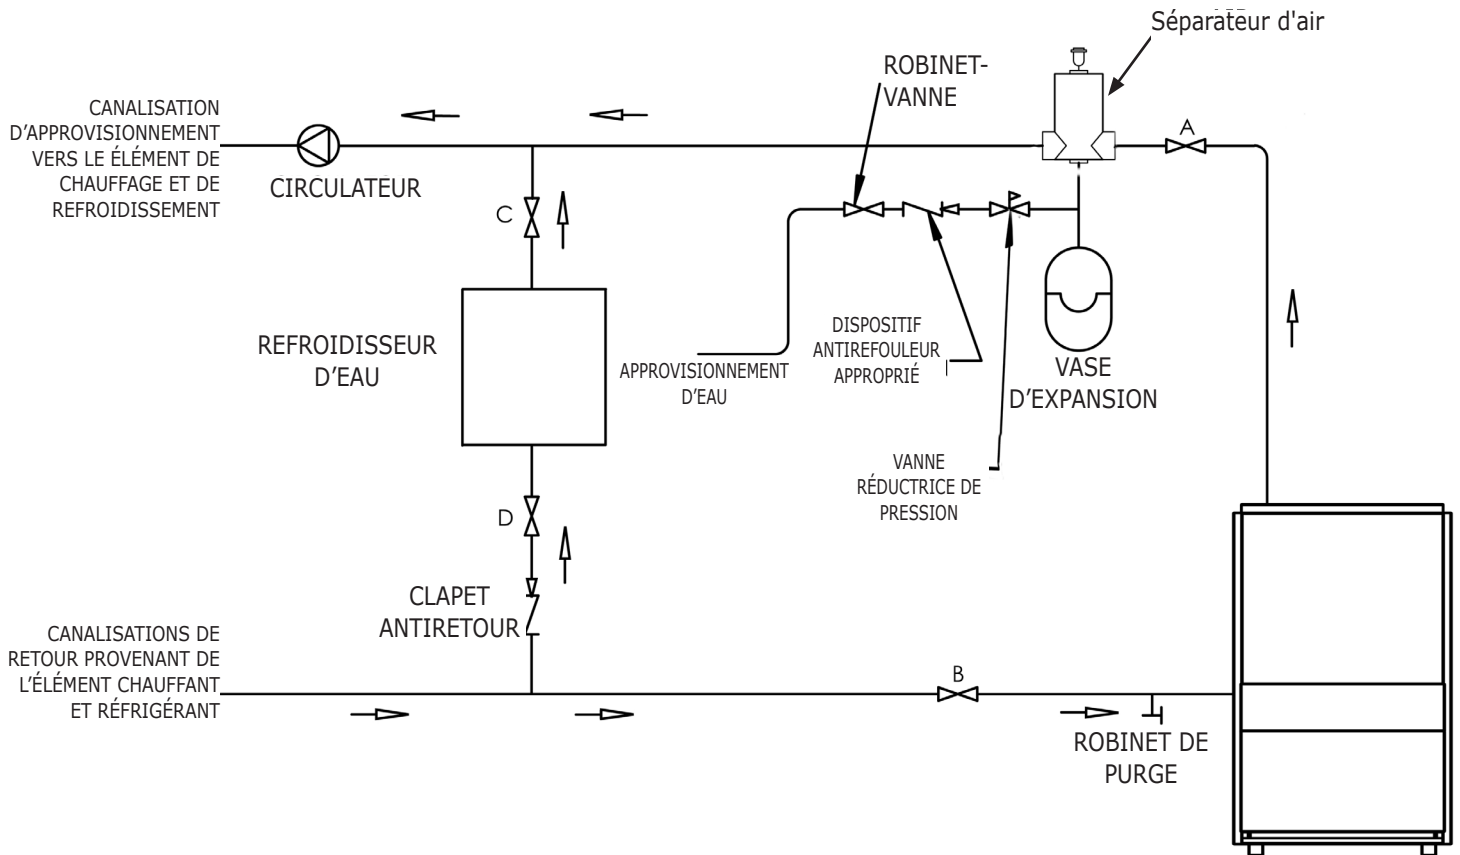 Séparateur d'air
ROBINET-
VANNE
CANALISATION
D'APPROVISIONNEMENT
VERS LE ÉLÉMENT DE
CHAUFFAGE ET DE
REFROIDISSEMENT
CIRCULATEUR
A
C
REFROIDISSEUR
D'EAU
APPROVISIONNEMENT
D'EAU
DISPOSITIF
ANTIREFOULEUR
APPROPRIÉ
VASE
D'EXPANSION
VANNE
RÉDUCTRICE DE
PRESSION
D
CLAPET
ANTIRETOUR
CANALISATIONS DE
RETOUR PROVENANT DE
L'ÉLÉMENT CHAUFFANT
ET RÉFRIGÉRANT
B
ROBINET DE
PURGE